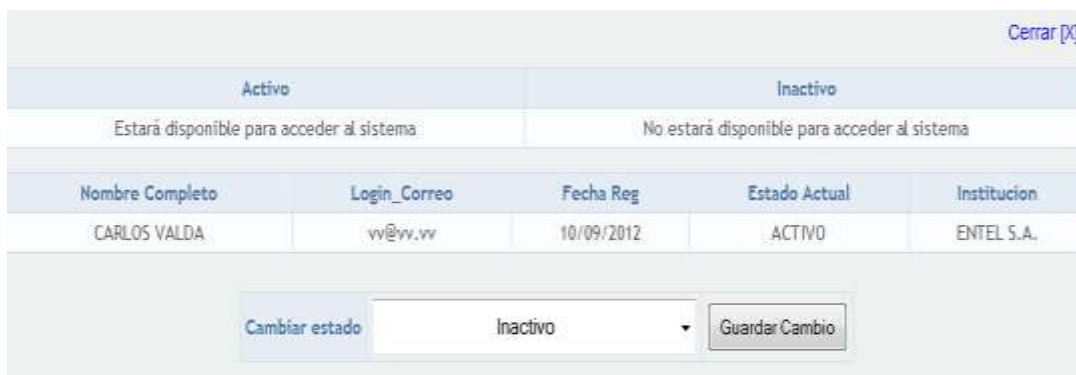 Cerrar [X]
Activo Inactivo
Estará disponible para acceder al sistema No estará disponible para acceder al sistema
Nombre Completo Login_Correo Fecha Reg Estado Actual Institucion
CARLOS VALDA vv@vv.vv 10/09/2012 ACTIVO ENTEL S.A.
Cambiar estado Inactivo Guardar Cambio